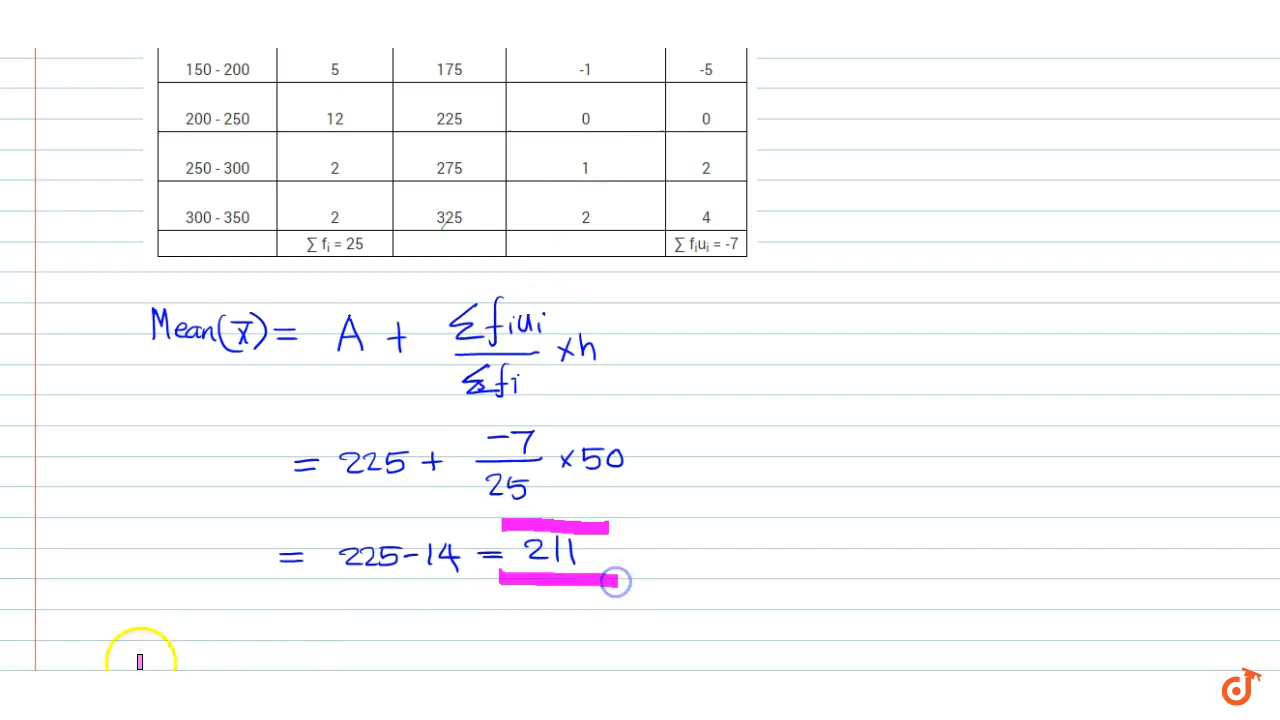 150 - 200 5 175 -1 -5
200 - 250 12 225 0 0
250 - 300 2 275 1 2
300 - 350 2 325 2 4
∑ fᵢ = 25 ∑ fᵢuᵢ = -7
Mean(x̄) = A + ∑fᵢuᵢ / ∑fᵢ × h
= 225 + -7 / 25 × 50
= 225 - 14 = 211